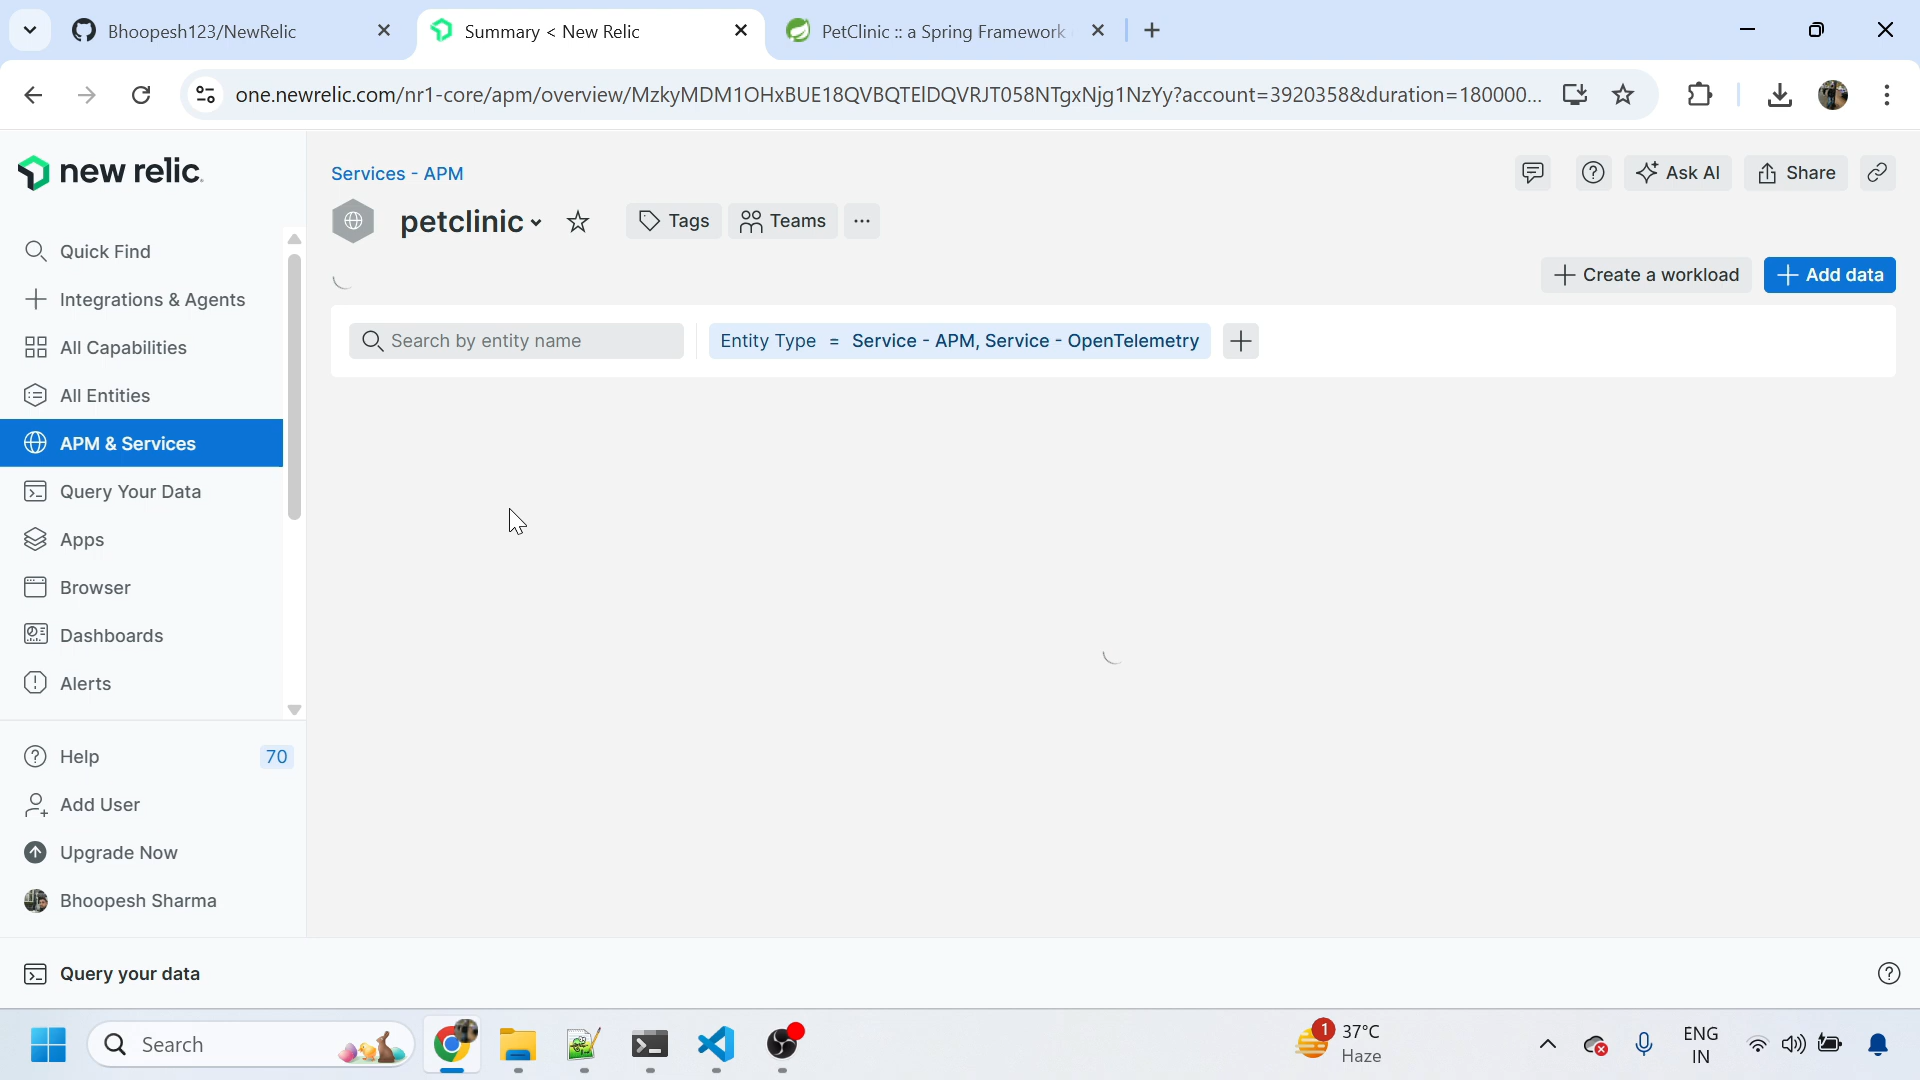 Bhoopesh123/NewRelic
Summary < New Relic
PetClinic :: a Spring Framework
one.newrelic.com/nr1-core/apm/overview/MzkyMDM1OHxBUE18QVBQTElDQVRJT058NTgxNjg1NzYy?account=3920358&duration=180000...
new relic.
Services - APM
Ask AI
Share
petclinic
Tags
Teams
Quick Find
Create a workload
Add data
Integrations & Agents
Search by entity name
Entity Type = Service - APM, Service - OpenTelemetry
All Capabilities
All Entities
APM & Services
Query Your Data
Apps
Browser
Dashboards
Alerts
Help
70
Add User
Upgrade Now
Bhoopesh Sharma
Query your data
Search
1
37°C
Haze
ENG
IN